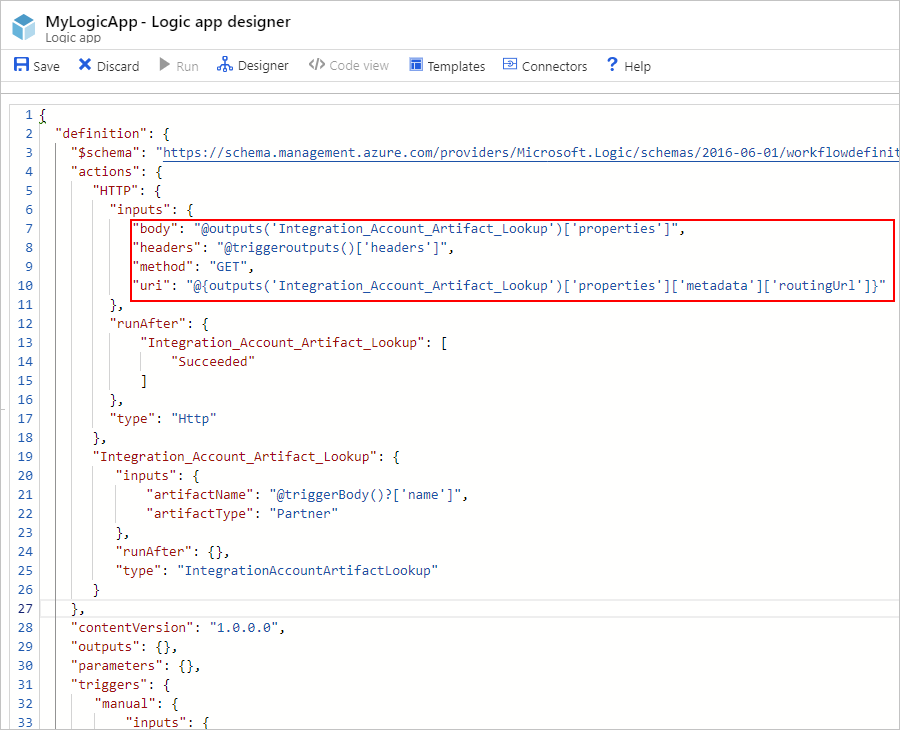 MyLogicApp - Logic app designer
Logic app
Save Discard Run Designer </> Code view Templates Connectors ? Help
1 {
2 "definition": {
3 "$schema": "https://schema.management.azure.com/providers/Microsoft.Logic/schemas/2016-06-01/workflowdefinit
4 "actions": {
5 "HTTP": {
6 "inputs": {
7 "body": "@outputs('Integration_Account_Artifact_Lookup')['properties']",
8 "headers": "@triggeroutputs()['headers']",
9 "method": "GET",
10 "uri": "@{outputs('Integration_Account_Artifact_Lookup')['properties']['metadata']['routingUrl']}"
11 },
12 "runAfter": {
13 "Integration_Account_Artifact_Lookup": [
14 "Succeeded"
15 ]
16 },
17 "type": "Http"
18 },
19 "Integration_Account_Artifact_Lookup": {
20 "inputs": {
21 "artifactName": "@triggerBody()?['name']",
22 "artifactType": "Partner"
23 },
24 "runAfter": {},
25 "type": "IntegrationAccountArtifactLookup"
26 }
27 },
28 "contentVersion": "1.0.0.0",
29 "outputs": {},
30 "parameters": {},
31 "triggers": {
32 "manual": {
33 "inputs": {